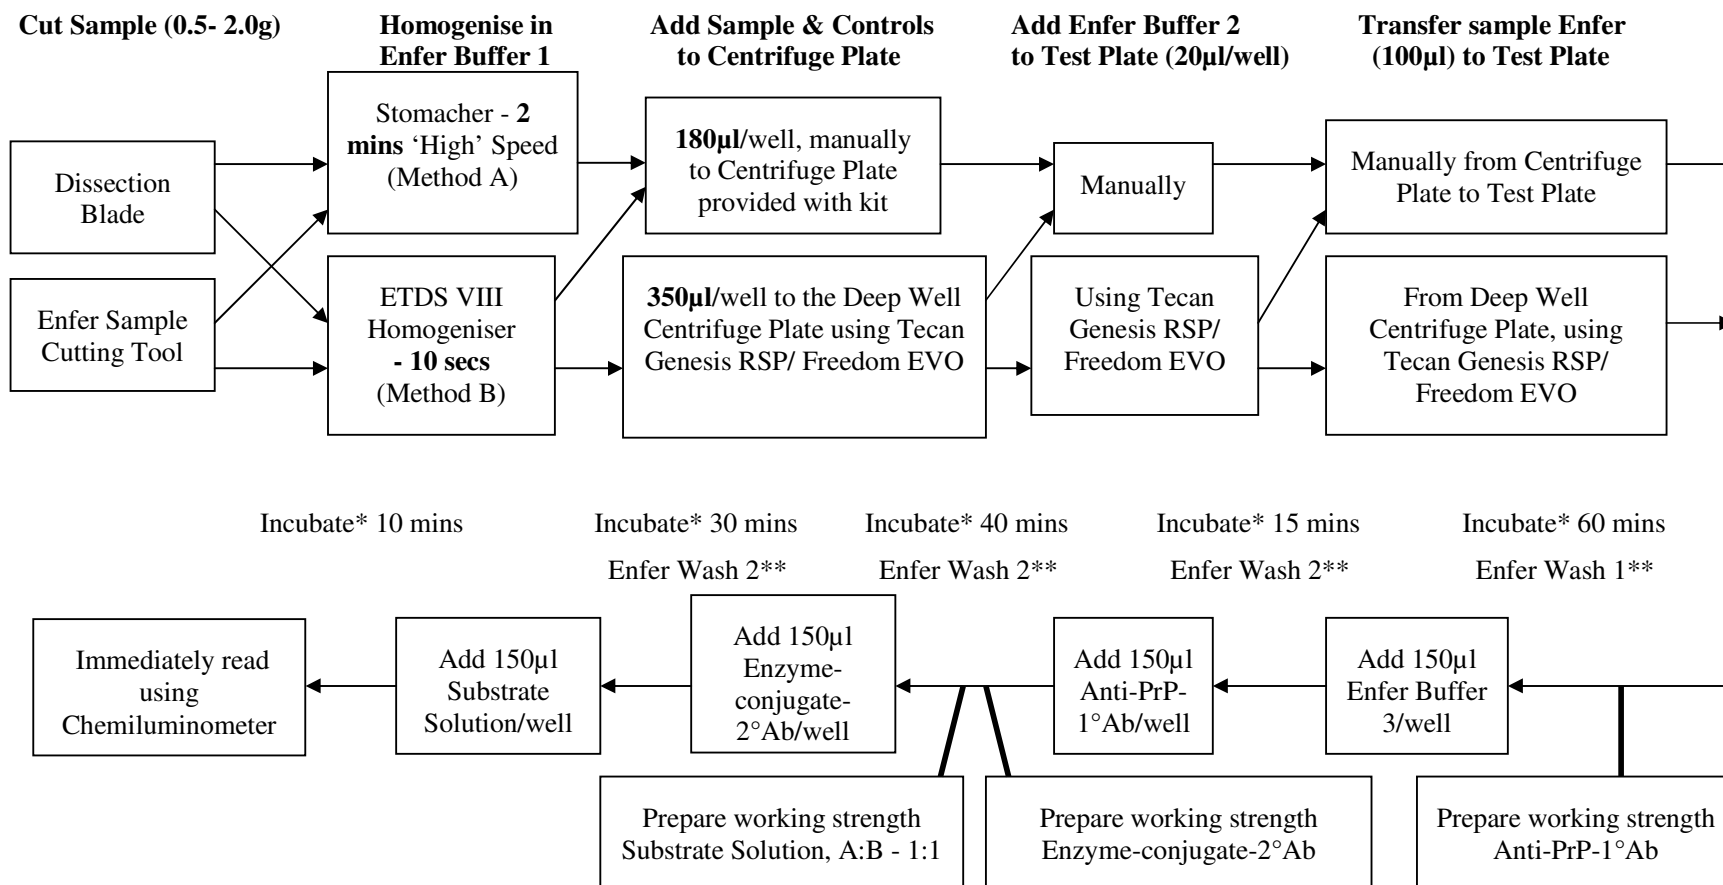 Cut Sample (0.5- 2.0g)
Homogenise in
Enfer Buffer 1
Add Sample & Controls
to Centrifuge Plate
Add Enfer Buffer 2
to Test Plate (20µl/well)
Transfer sample Enfer
(100µl) to Test Plate
Dissection
Blade
Enfer Sample
Cutting Tool
Stomacher - 2
mins ‘High’ Speed
(Method A)
ETDS VIII
Homogeniser
- 10 secs
(Method B)
180µl/well, manually
to Centrifuge Plate
provided with kit
350µl/well to the Deep Well
Centrifuge Plate using Tecan
Genesis RSP/ Freedom EVO
Manually
Using Tecan
Genesis RSP/
Freedom EVO
Manually from Centrifuge
Plate to Test Plate
From Deep Well
Centrifuge Plate, using
Tecan Genesis RSP/
Freedom EVO
Incubate* 10 mins
Incubate* 30 mins
Enfer Wash 2**
Incubate* 40 mins
Enfer Wash 2**
Incubate* 15 mins
Enfer Wash 2**
Incubate* 60 mins
Enfer Wash 1**
Immediately read
using
Chemiluminometer
Add 150µl
Substrate
Solution/well
Add 150µl
Enzyme-
conjugate-
2°Ab/well
Add 150µl
Anti-PrP-
1°Ab/well
Add 150µl
Enfer Buffer
3/well
Prepare working strength
Substrate Solution, A:B - 1:1
Prepare working strength
Enzyme-conjugate-2°Ab
Prepare working strength
Anti-PrP-1°Ab